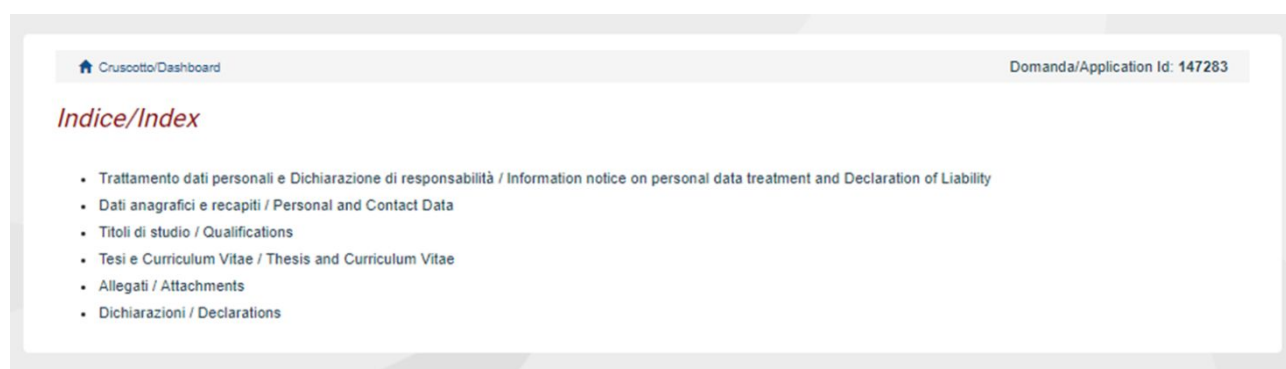 Cruscotto/Dashboard
Domanda/Application Id: 147283
Indice/Index
Trattamento dati personali e Dichiarazione di responsabilità / Information notice on personal data treatment and Declaration of Liability
Dati anagrafici e recapiti / Personal and Contact Data
Titoli di studio / Qualifications
Tesi e Curriculum Vitae / Thesis and Curriculum Vitae
Allegati / Attachments
Dichiarazioni / Declarations